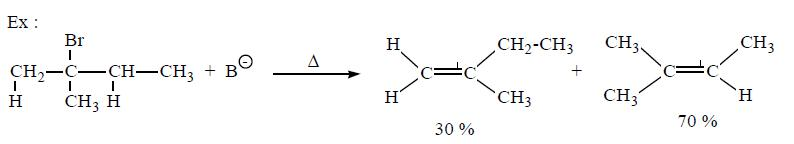 Ex :
Br
CH2—C—CH—CH3 + B⊖ Δ
H CH3 H
H CH2-CH3
C=C
H CH3
30 %
+
CH3 CH3
C=C
CH3 H
70 %